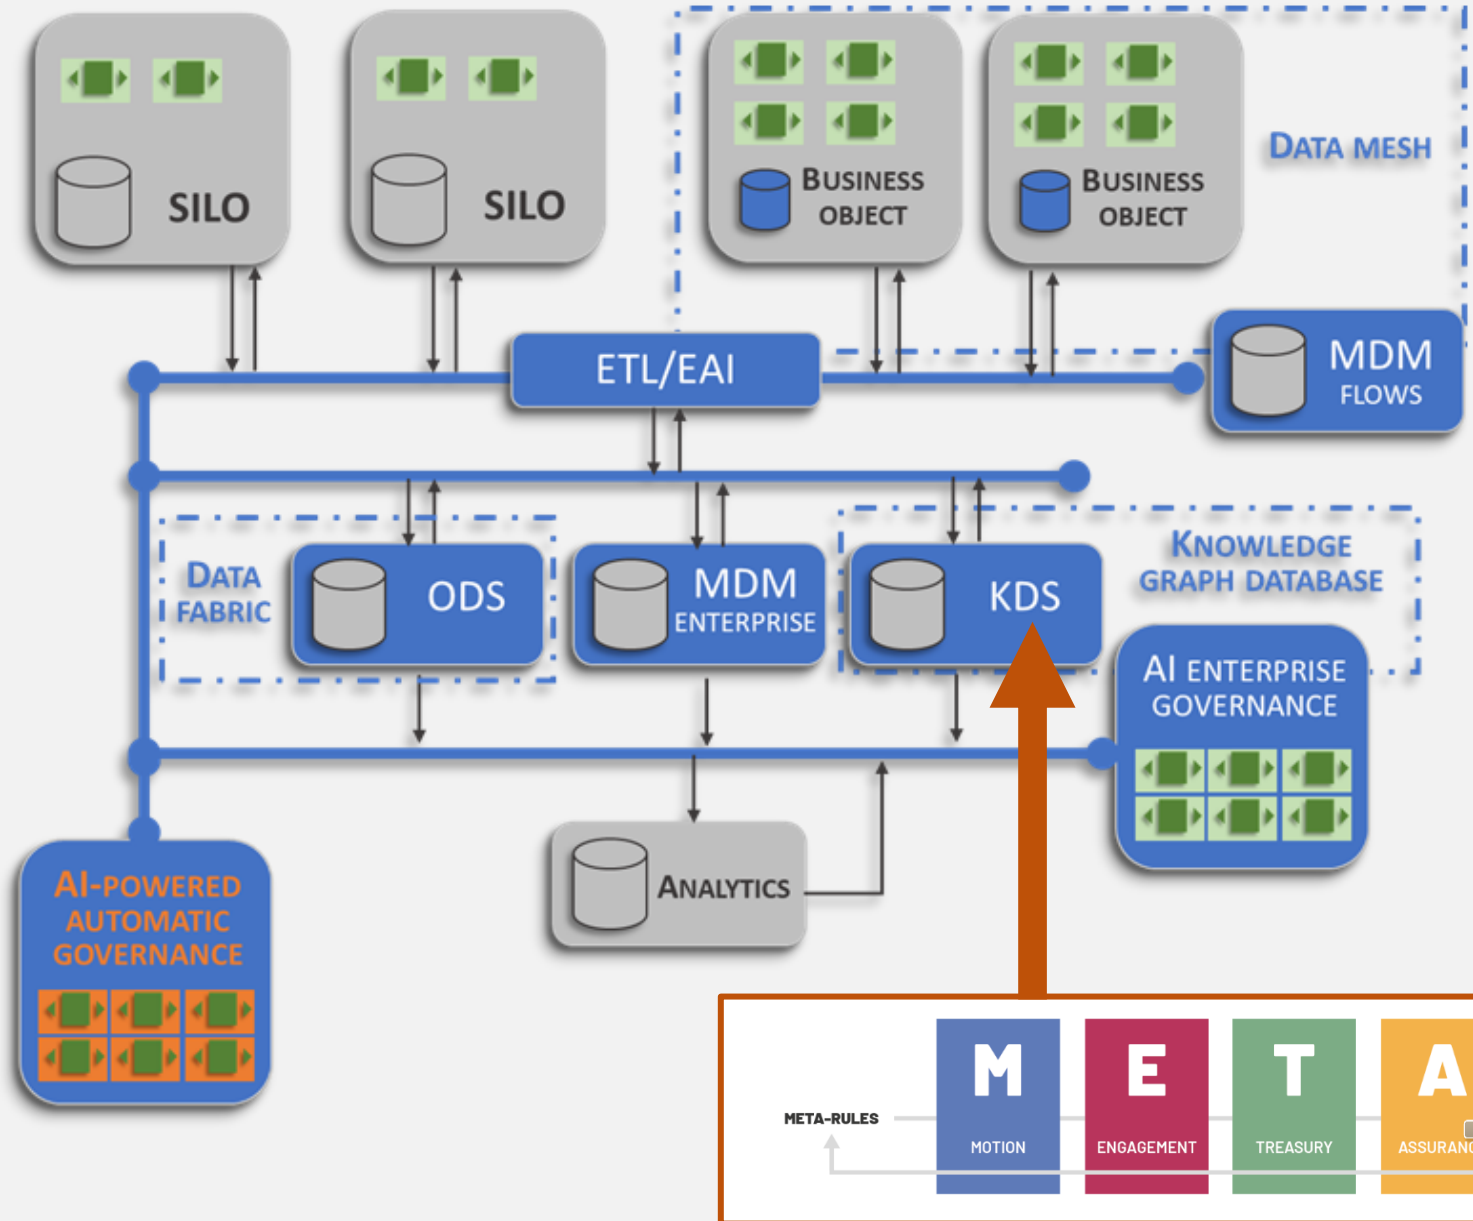 SILO
SILO
BUSINESS
OBJECT
BUSINESS
OBJECT
DATA MESH
ETL/EAI
MDM
FLOWS
DATA
FABRIC
ODS
MDM
ENTERPRISE
KDS
KNOWLEDGE
GRAPH DATABASE
AI ENTERPRISE
GOVERNANCE
ANALYTICS
AI-POWERED
AUTOMATIC
GOVERNANCE
META-RULES
M
MOTION
E
ENGAGEMENT
T
TREASURY
A